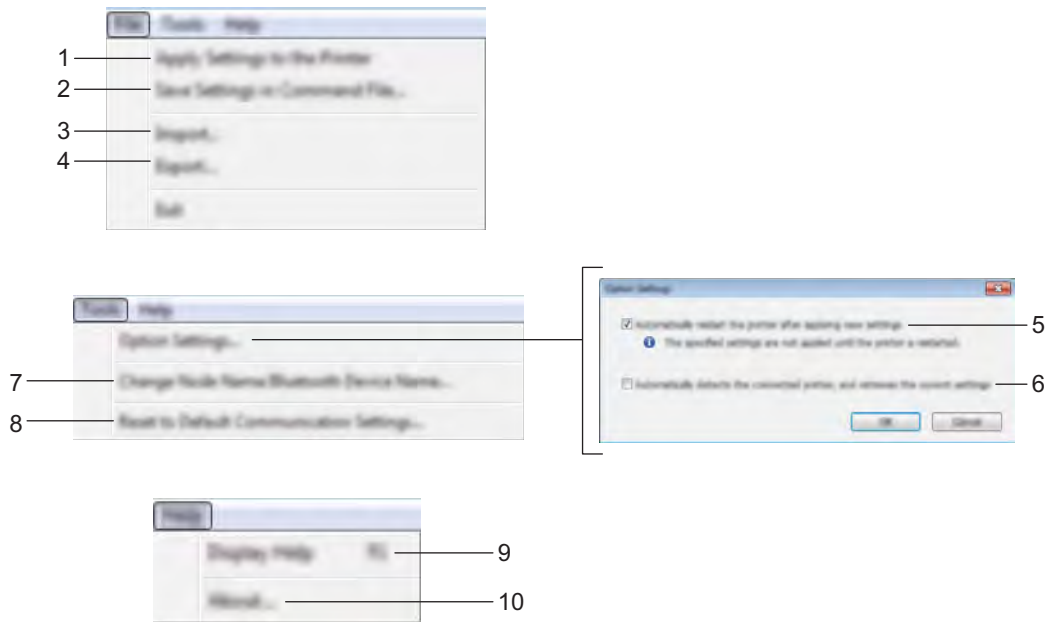 File Tools Help
1 Apply Settings to the Printer
2 Save Settings in Command File...
3 Import...
4 Export...
Exit
Tools Help
Option Settings...
7 Change Node Name/Bluetooth Device Name...
8 Reset to Default Communication Settings...
Option Settings
Automatically restart the printer after applying new settings 5
The specified settings are not applied until the printer is restarted.
Automatically detects the connected printer, and retrieves the current settings 6
OK Cancel
Help
Display Help F1 9
About... 10